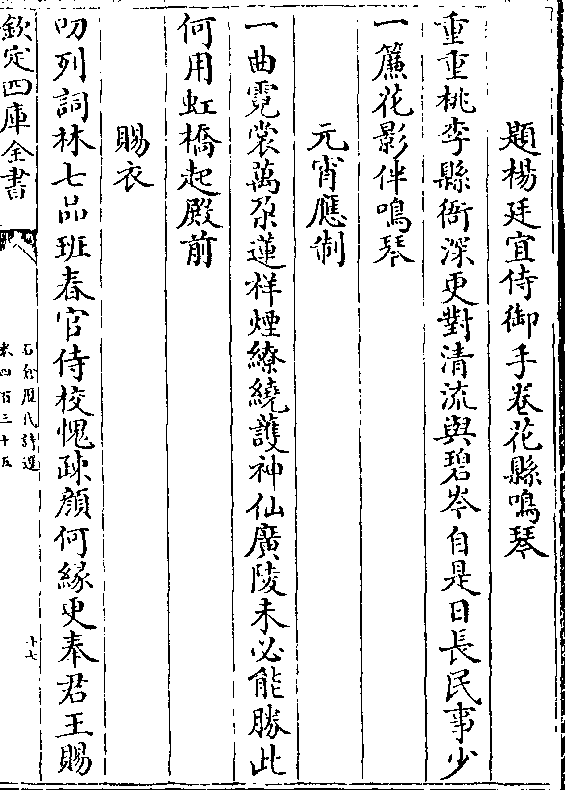 題楊廷宜侍御手卷花縣鳴琴
重重桃李縣衙深更對清流與碧岑自是日長民事少
一簾花影伴鳴琴
元宵應制
一曲霓裳萬朶蓮祥煙繚繞護神仙廣陵未必能勝此
何用虹橋起殿前
賜衣
叨列詞林七品班春官侍校愧疎顔何緣更奉君王賜
欽定四庫全書
石倉歴代詩選
卷四百三十五
十七